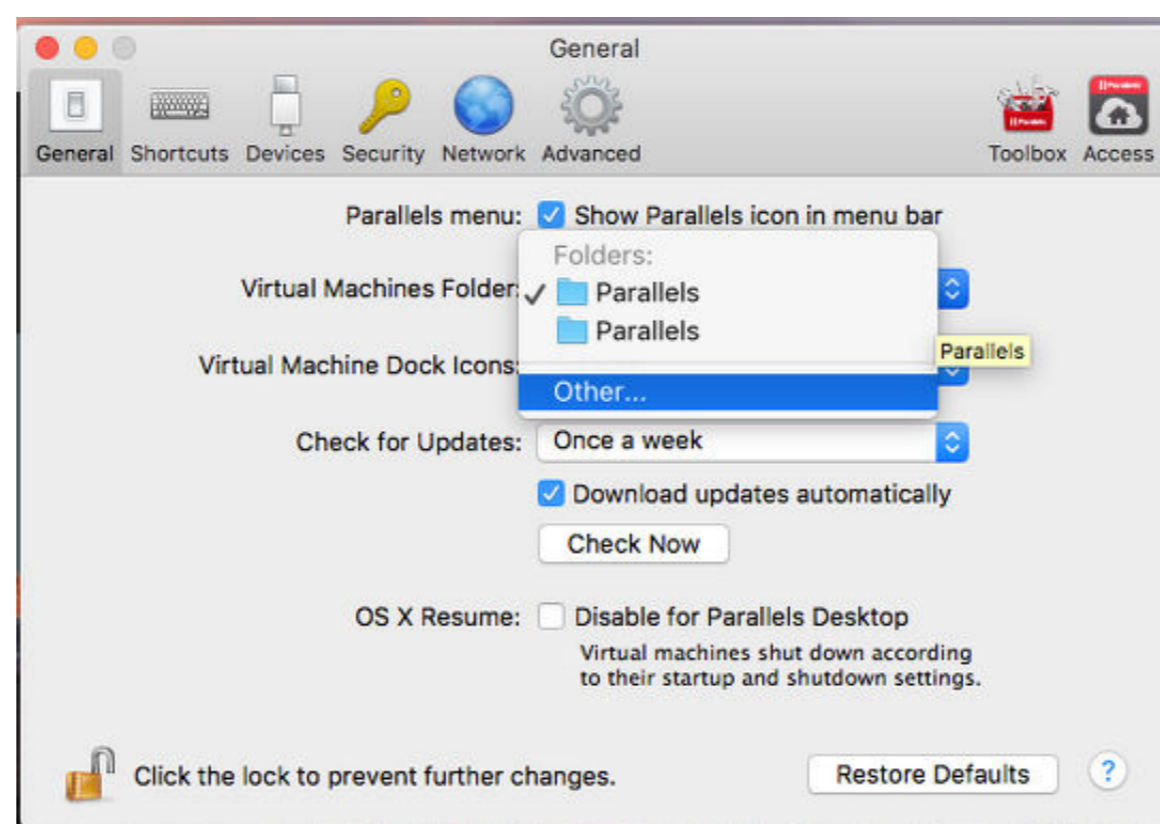 General
General Shortcuts Devices Security Network Advanced Toolbox Access
Parallels menu: Show Parallels icon in menu bar
Folders:
Virtual Machines Folder: Parallels
Parallels
Parallels
Virtual Machine Dock Icons:
Other...
Check for Updates: Once a week
Download updates automatically
Check Now
OS X Resume: Disable for Parallels Desktop
Virtual machines shut down according
to their startup and shutdown settings.
Click the lock to prevent further changes. Restore Defaults ?